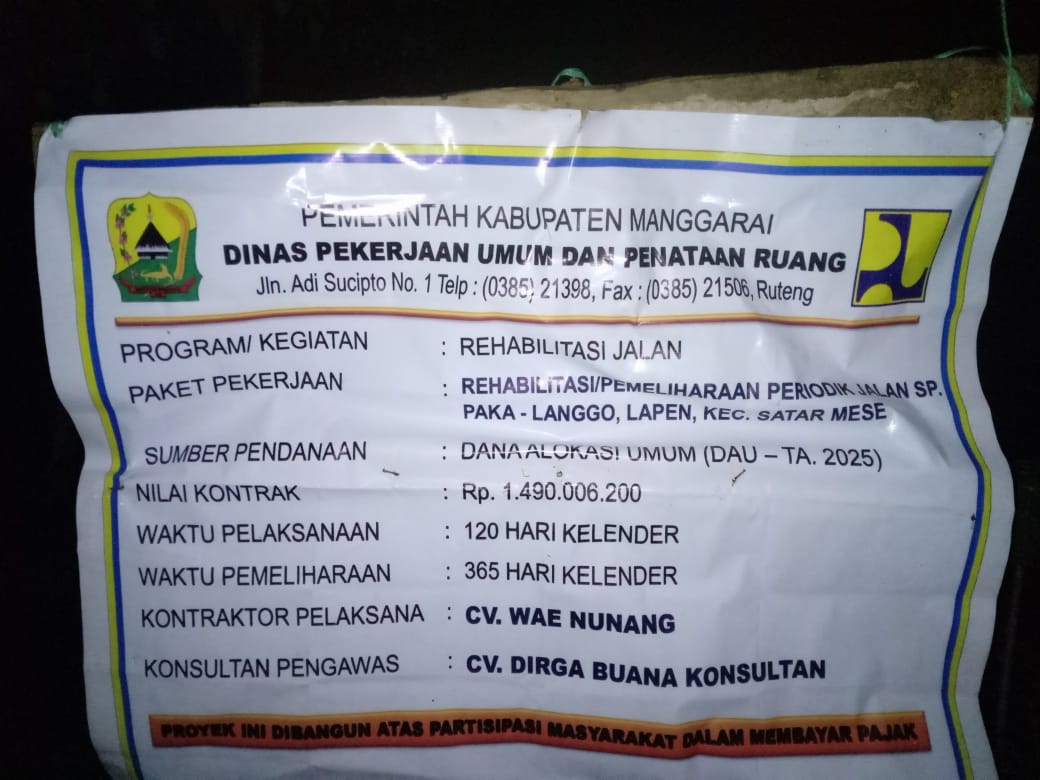 PEMERINTAH KABUPATEN MANGGARAI
DINAS PEKERJAAN UMUM DAN PENATAAN RUANG
Jln. Adi Sucipto No. 1 Telp : (0385) 21398, Fax : (0385) 21506, Ruteng
PROGRAM/ KEGIATAN : REHABILITASI JALAN
PAKET PEKERJAAN : REHABILITASI/PEMELIHARAAN PERIODIK JALAN SP.
PAKA - LANGGO, LAPEN, KEC. SATAR MESE
SUMBER PENDANAAN : DANA ALOKASI UMUM (DAU – TA. 2025)
NILAI KONTRAK : Rp. 1.490.006.200
WAKTU PELAKSANAAN : 120 HARI KELENDER
WAKTU PEMELIHARAAN : 365 HARI KELENDER
KONTRAKTOR PELAKSANA : CV. WAE NUNANG
KONSULTAN PENGAWAS : CV. DIRGA BUANA KONSULTAN
PROYEK INI DIBANGUN ATAS PARTISIPASI MASYARAKAT DALAM MEMBAYAR PAJAK